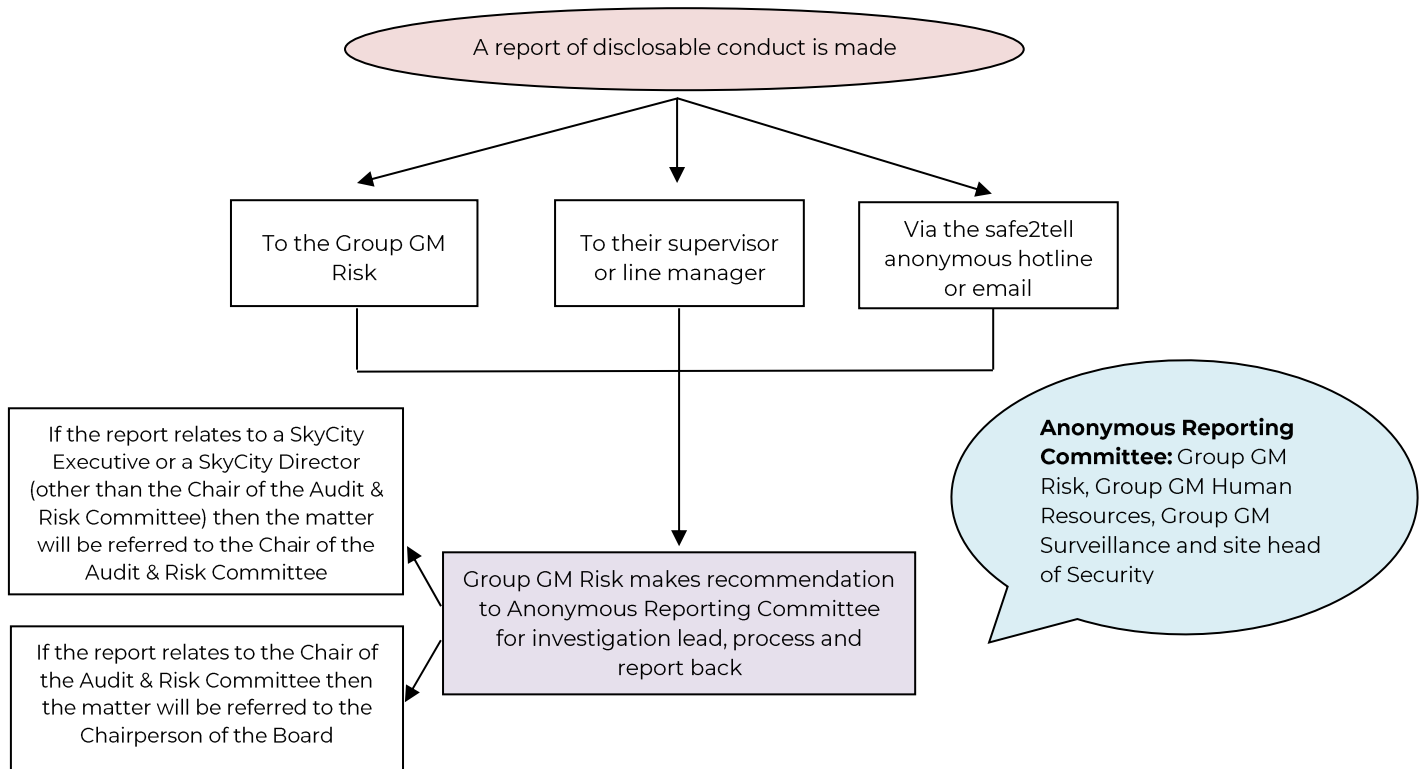 A report of disclosable conduct is made
To the Group GM
Risk
To their supervisor
or line manager
Via the safe2tell
anonymous hotline
or email
If the report relates to a SkyCity
Executive or a SkyCity Director
(other than the Chair of the Audit &
Risk Committee) then the matter
will be referred to the Chair of the
Audit & Risk Committee
Anonymous Reporting
Committee: Group GM
Risk, Group GM Human
Resources, Group GM
Surveillance and site head
of Security
Group GM Risk makes recommendation
to Anonymous Reporting Committee
for investigation lead, process and
report back
If the report relates to the Chair of
the Audit & Risk Committee then
the matter will be referred to the
Chairperson of the Board